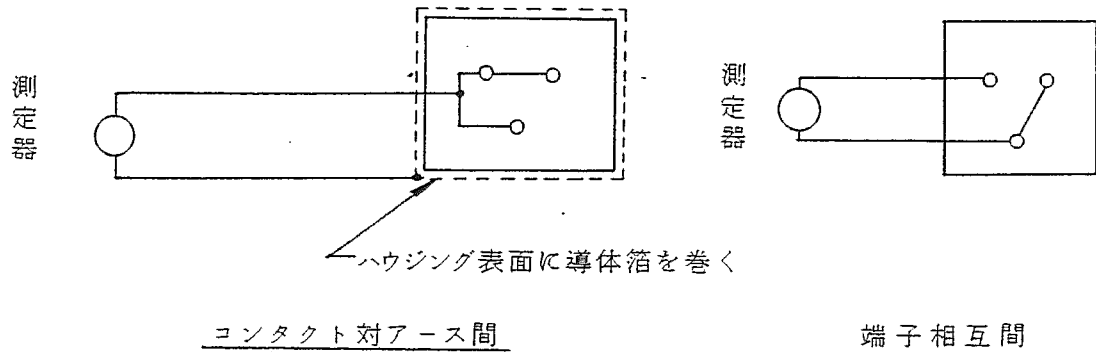 測定器
測定器
ハウジング表面に導体箔を巻く
コンタクト対アース間
端子相互間